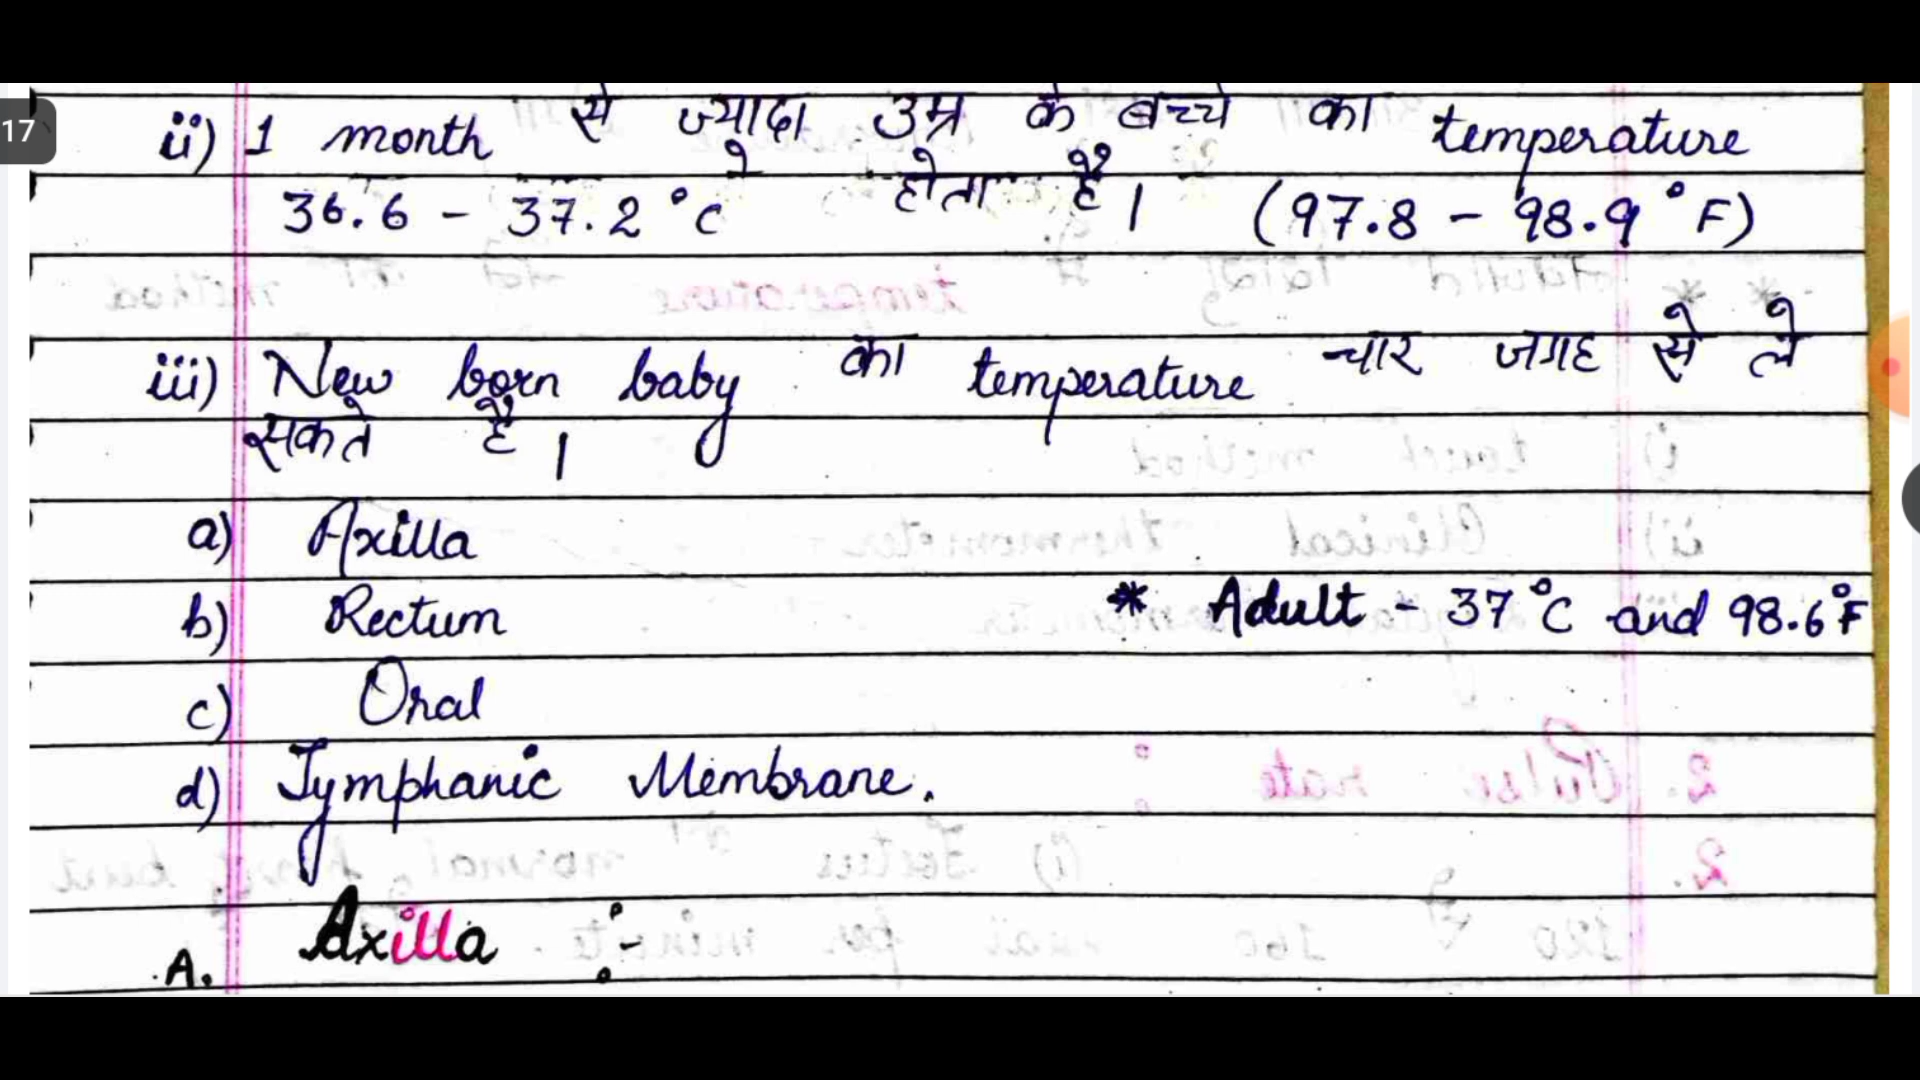 17
ii) 1 month से ज्यादा उम्र के बच्चे का temperature
36.6 - 37.2°C होता है। (97.8 - 98.9°F)
iii) New born baby का temperature चार जगह से ले
सकते है।
a) Axilla
b) Rectum
* Adult - 37°C and 98.6°F
c) Oral
d) Tymphanic Membrane.
A. Axilla :-